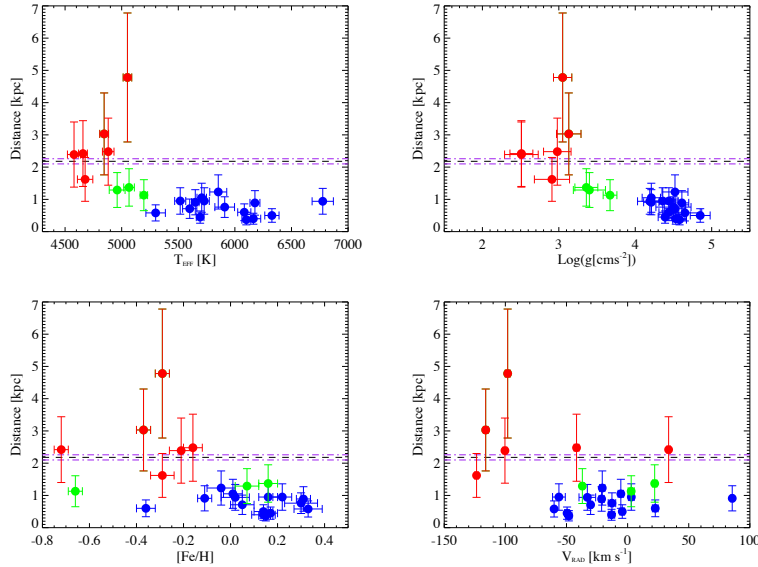 7
6
5
4
3
2
1
0
Distance [kpc]
4500 5000 5500 6000 6500 7000
T_EFF [K]
7
6
5
4
3
2
1
0
Distance [kpc]
2 3 4 5
Log(g[cms⁻²])
7
6
5
4
3
2
1
0
Distance [kpc]
-0.8 -0.6 -0.4 -0.2 0.0 0.2 0.4
[Fe/H]
7
6
5
4
3
2
1
0
Distance [kpc]
-150 -100 -50 0 50 100
V_RAD [km s⁻¹]